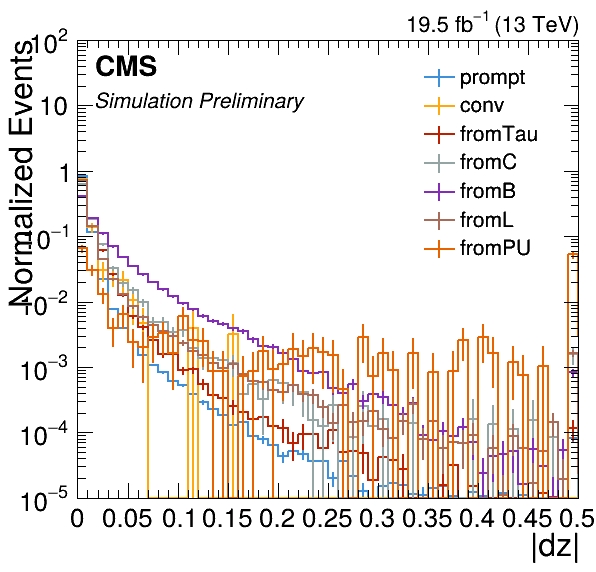 19.5 fb⁻¹ (13 TeV)
CMS
Simulation Preliminary
prompt
conv
fromTau
fromC
fromB
fromL
fromPU
Normalized Events
10²
10
1
10⁻¹
10⁻²
10⁻³
10⁻⁴
10⁻⁵
0 0.05 0.1 0.15 0.2 0.25 0.3 0.35 0.4 0.45 0.5
|dz|